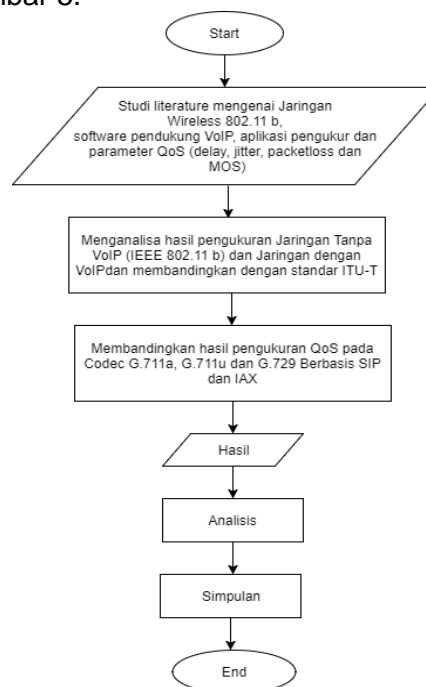 bar 3.
Start
Studi literature mengenai Jaringan
Wireless 802.11 b,
software pendukung VoIP, aplikasi pengukur dan
parameter QoS (delay, jitter, packetloss dan
MOS)
Menganalisa hasil pengukuran Jaringan Tanpa
VoIP (IEEE 802.11 b) dan Jaringan dengan
VoIPdan membandingkan dengan standar ITU-T
Membandingkan hasil pengukuran QoS pada
Codec G.711a, G.711u dan G.729 Berbasis SIP
dan IAX
Hasil
Analisis
Simpulan
End